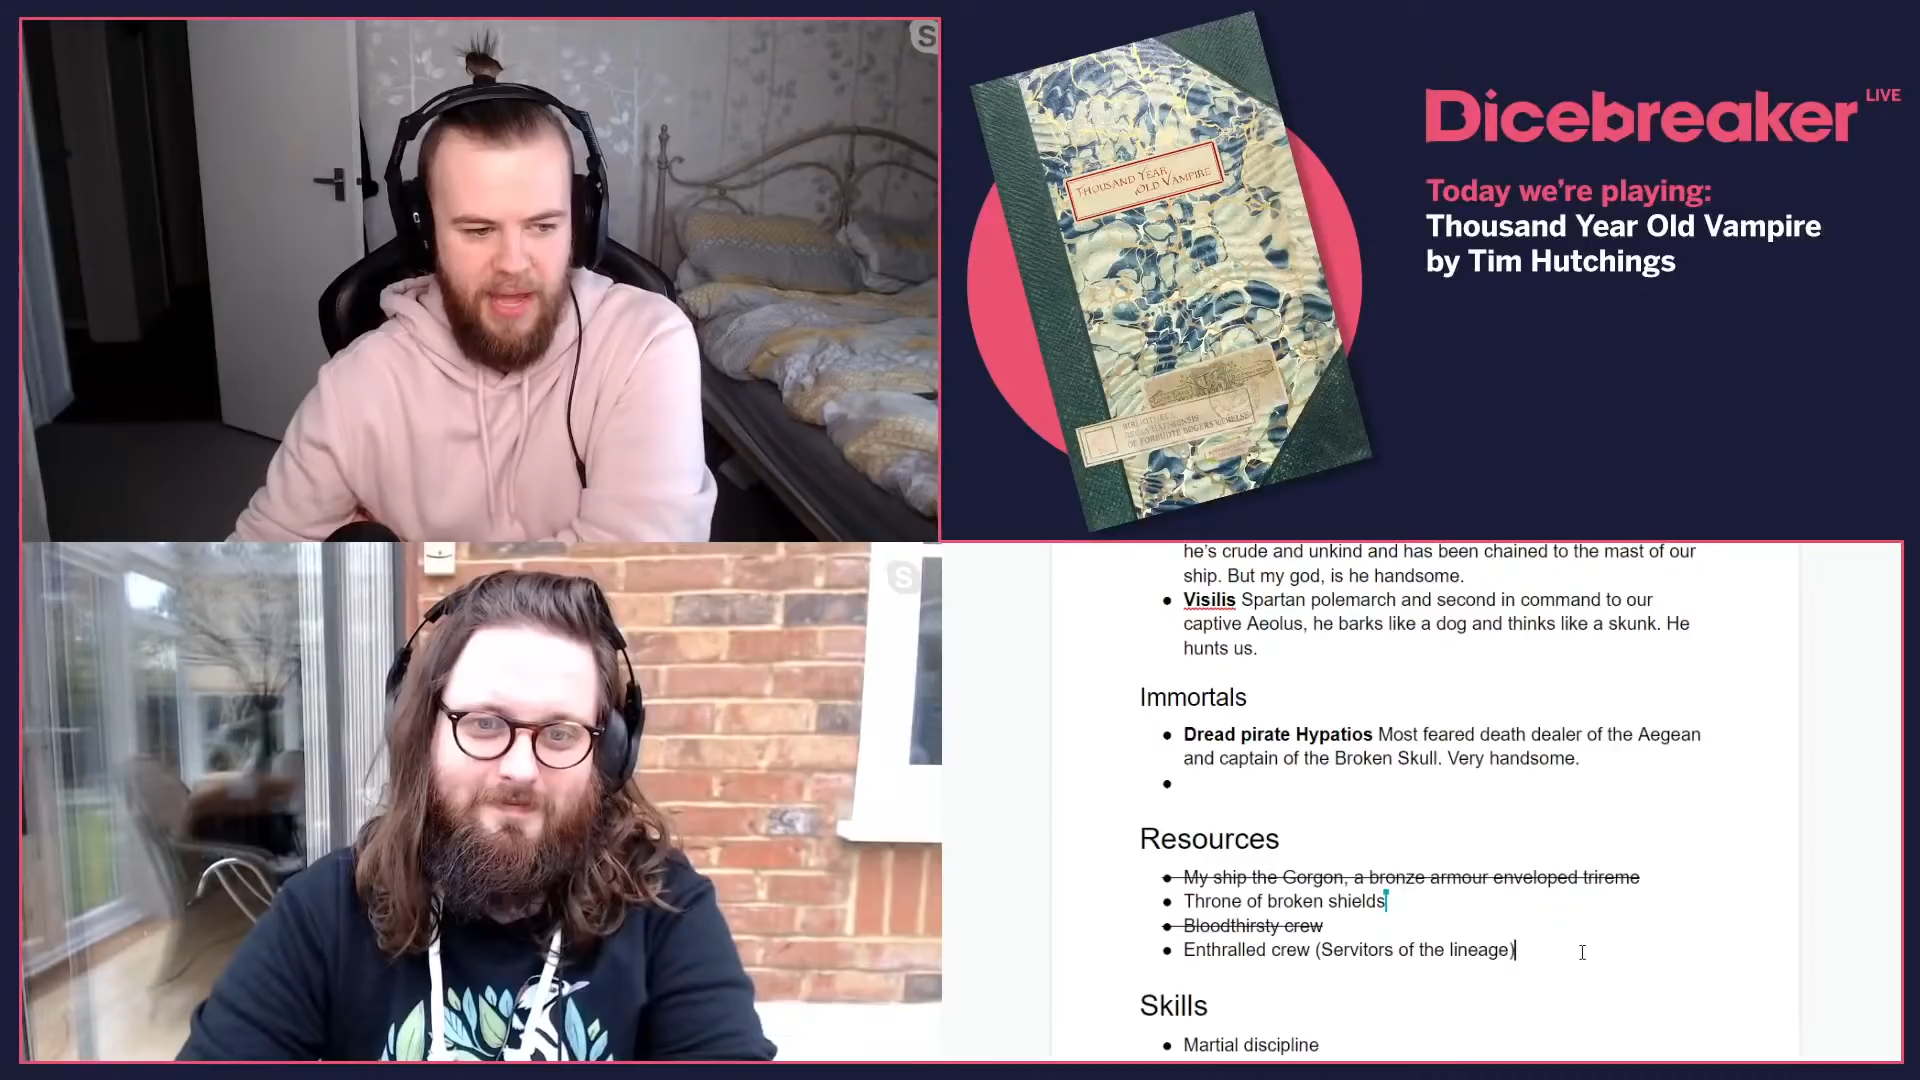 S
THOUSAND YEAR
OLD VAMPIRE
BIBLIOTHECA
DE FORBUDTE BOGERS
Dicebreaker LIVE
Today we're playing:
Thousand Year Old Vampire
by Tim Hutchings
S
he's crude and unkind and has been chained to the mast of our
ship. But my god, is he handsome.
• Visilis Spartan polemarch and second in command to our
captive Aeolus, he barks like a dog and thinks like a skunk. He
hunts us.
Immortals
• Dread pirate Hypatios Most feared death dealer of the Aegean
and captain of the Broken Skull. Very handsome.
•
Resources
• My ship the Gorgon, a bronze armour enveloped trireme
• Throne of broken shields
• Bloodthirsty crew
• Enthralled crew (Servitors of the lineage)
Skills
• Martial discipline